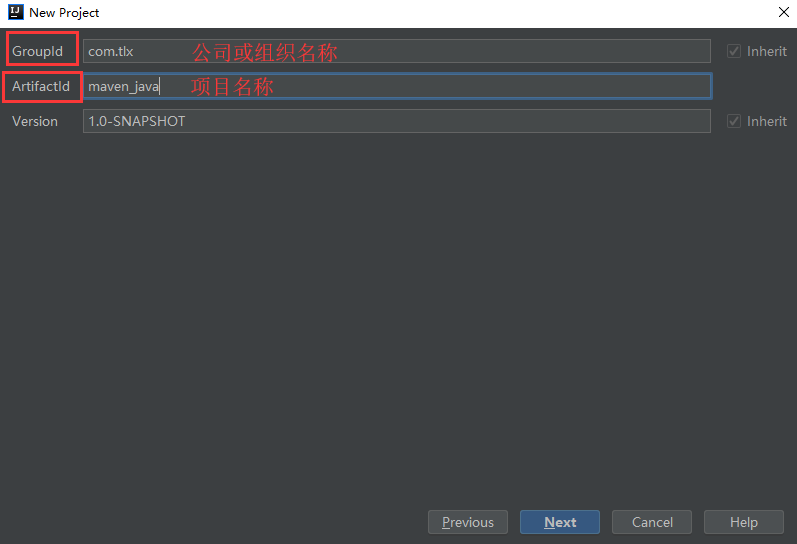 IJ New Project
GroupId com.tlx 公司或组织名称 Inherit
ArtifactId maven_java 项目名称
Version 1.0-SNAPSHOT Inherit
Previous Next Cancel Help